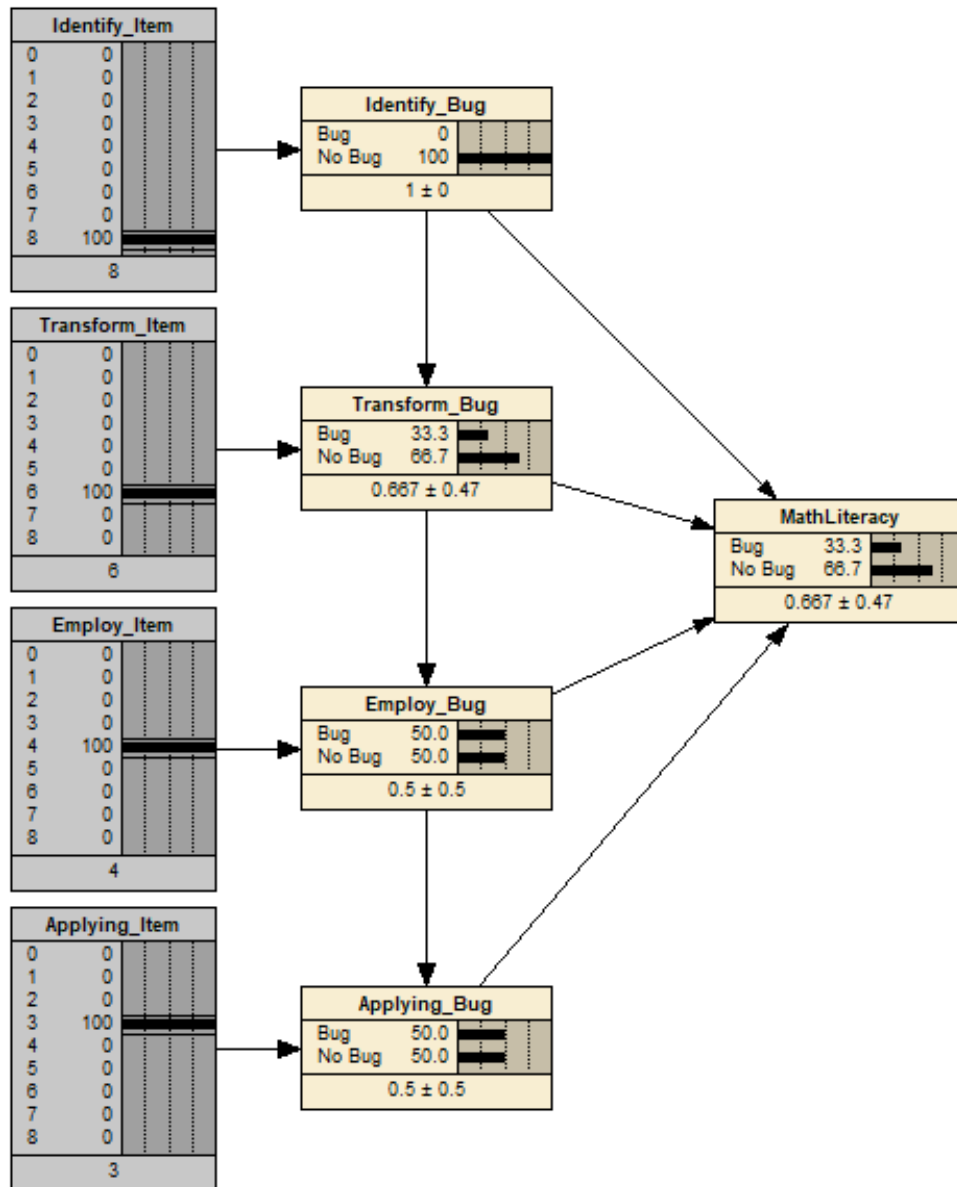 Identify_Item
0 0
1 0
2 0
3 0
4 0
5 0
6 0
7 0
8 100
8
Identify_Bug
Bug 0
No Bug 100
1 ± 0
Transform_Item
0 0
1 0
2 0
3 0
4 0
5 0
6 100
7 0
8 0
6
Transform_Bug
Bug 33.3
No Bug 66.7
0.667 ± 0.47
MathLiteracy
Bug 33.3
No Bug 66.7
0.667 ± 0.47
Employ_Item
0 0
1 0
2 0
3 0
4 100
5 0
6 0
7 0
8 0
4
Employ_Bug
Bug 50.0
No Bug 50.0
0.5 ± 0.5
Applying_Item
0 0
1 0
2 0
3 100
4 0
5 0
6 0
7 0
8 0
3
Applying_Bug
Bug 50.0
No Bug 50.0
0.5 ± 0.5